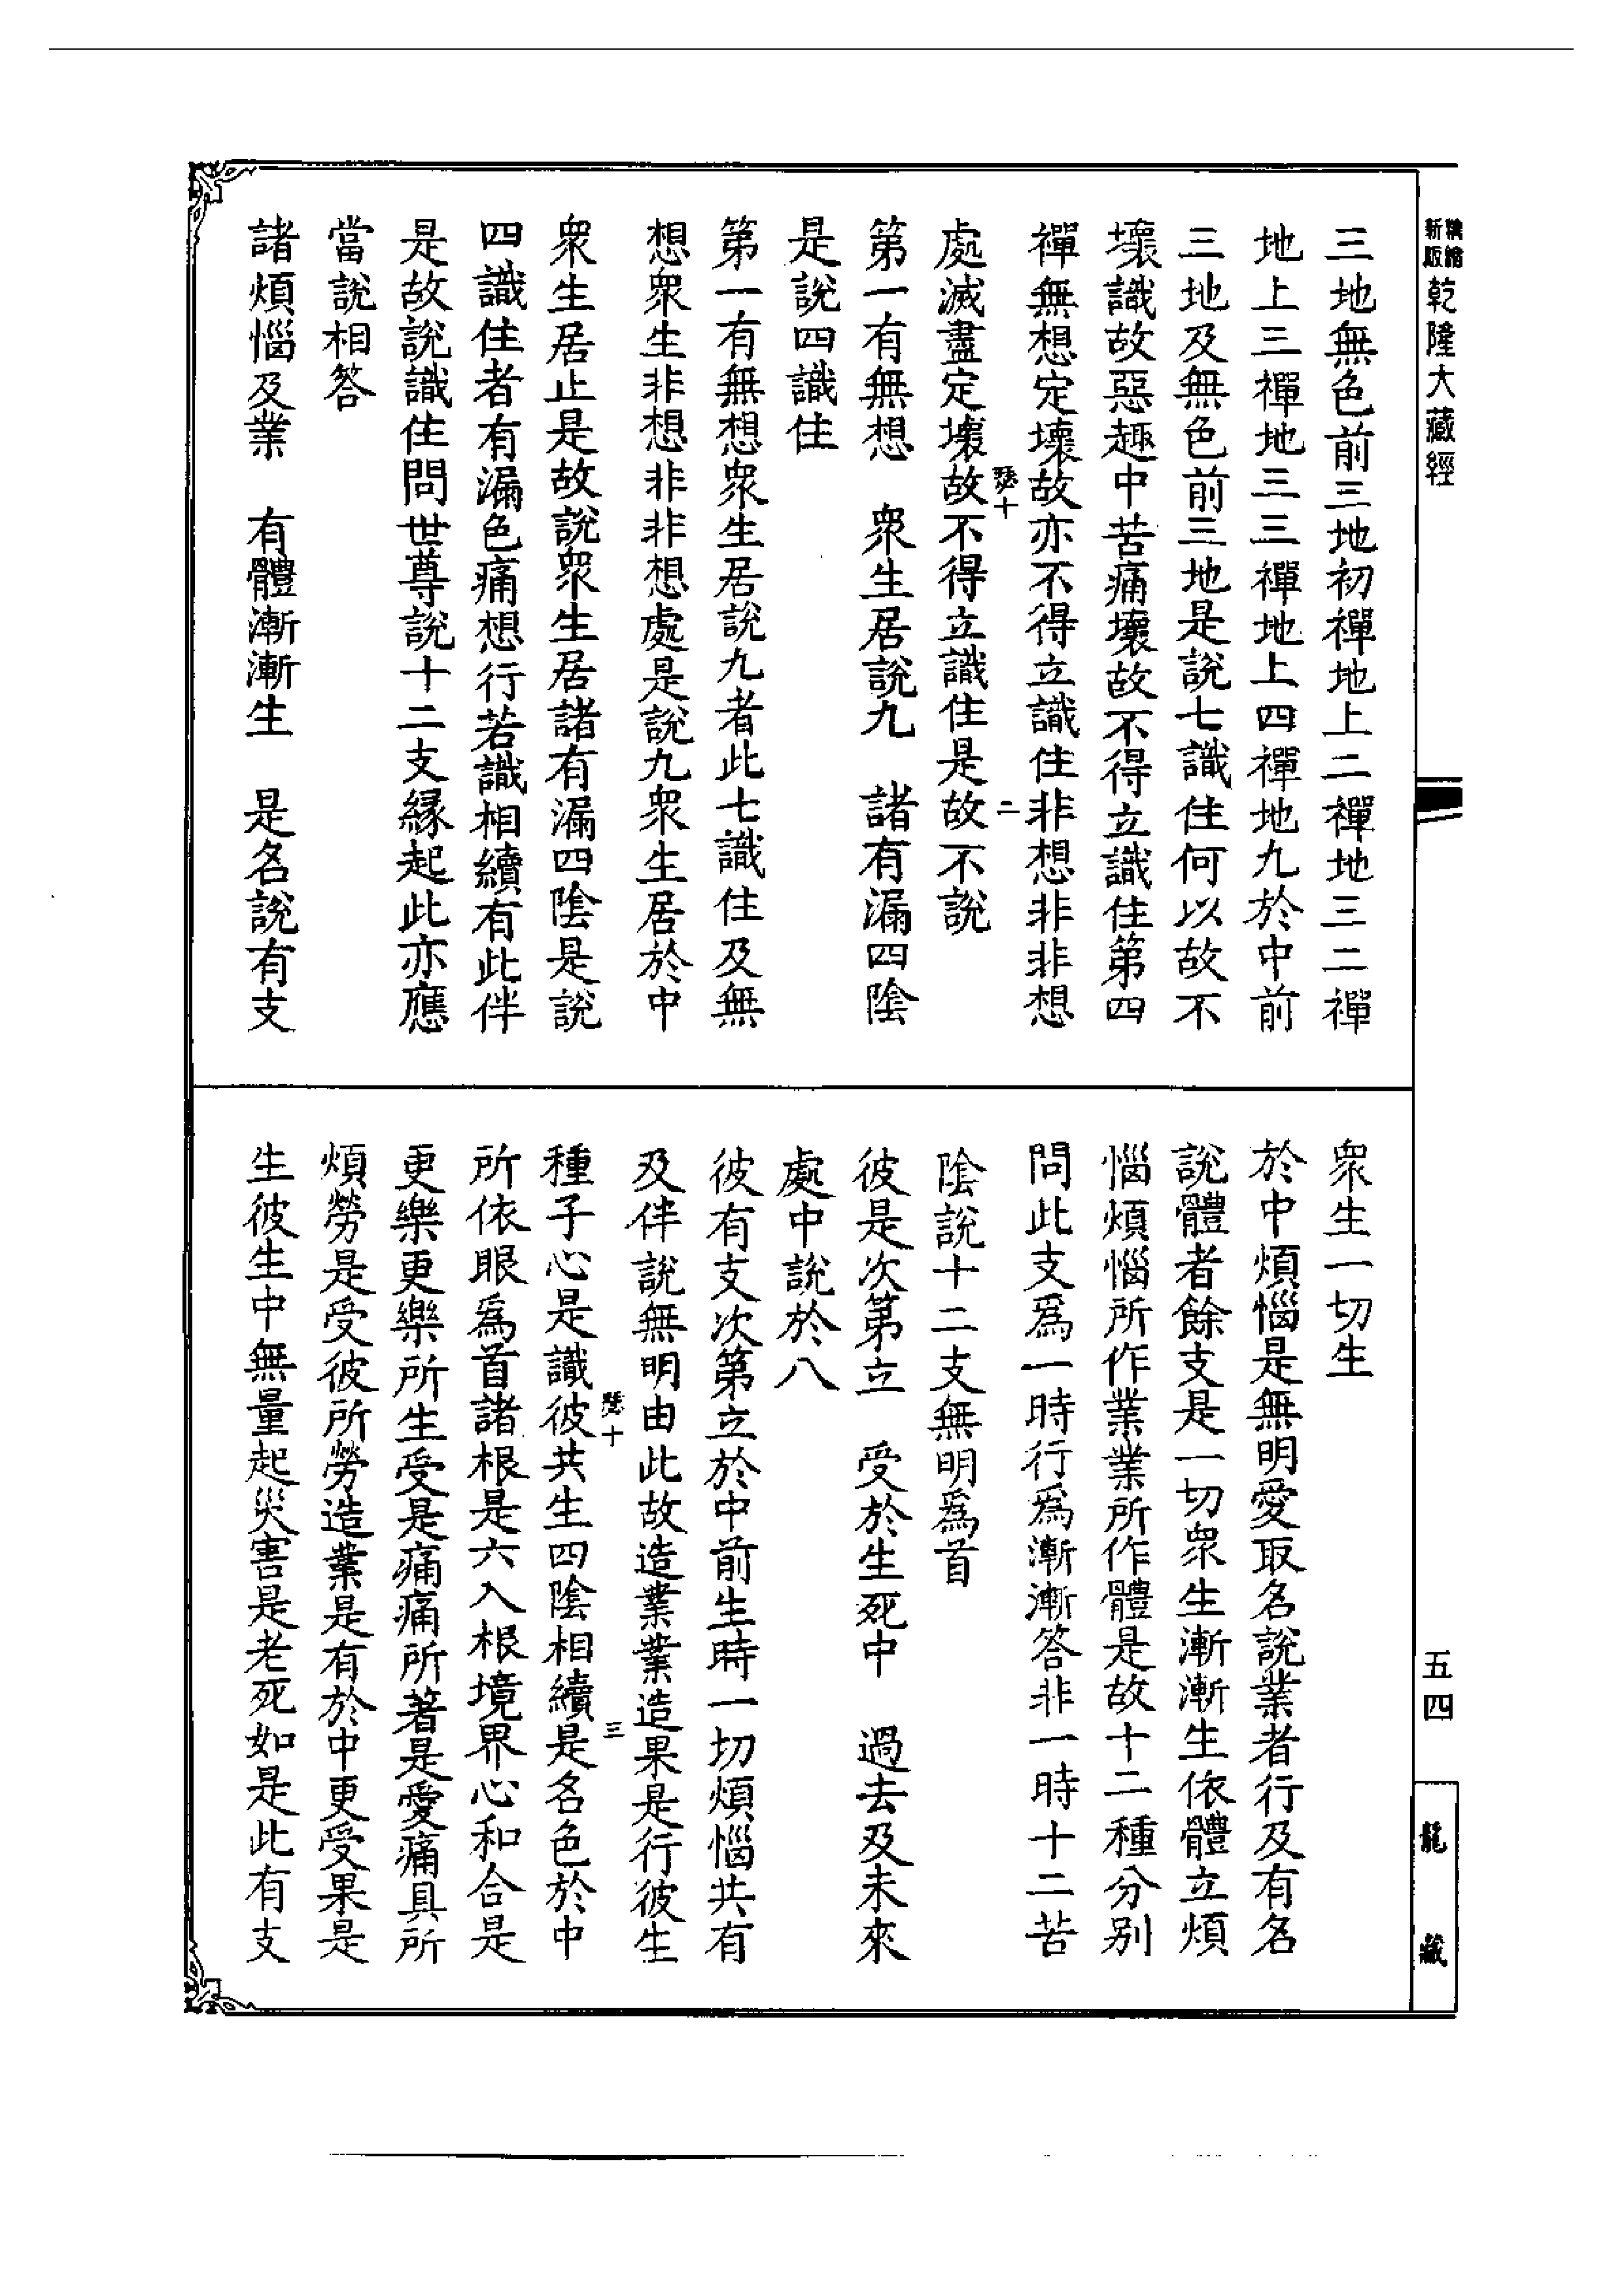 新版
精縮
乾隆大藏經
三地無色前三地初禪地上二禪地三二禪
地上三禪地三三禪地上四禪地九於中前
三地及無色前三地是說七識住何以故不
壞識故惡趣中苦痛壞故不得立識住第四
禪無想定壞故亦不得立識住非想非非想
處滅盡定壞故不得立識住是故不說
第一有無想　眾生居說九　諸有漏四陰
是說四識住
第一有無想眾生居說九者此七識住及無
想眾生非想非非想處是說九眾生居於中
眾生居止是故說眾生居諸有漏四陰是說
四識住者有漏色痛想行若識相續有此伴
是故說識住問世尊說十二支緣起此亦應
當說相答
諸煩惱及業　有體漸漸生　是名說有支
眾生一切生
於中煩惱是無明愛取名說業者行及有名
說體者餘支是一切眾生漸漸生依體立煩
惱煩惱所作業業所作體是故十二種分別
問此支為一時行為漸漸答非一時十二苦
陰說十二支無明為首
彼是次第立　受於生死中　過去及未來
處中說於八
彼有支次第立於中前生時一切煩惱共有
及伴說無明由此故造業業造果是行彼生
種子心是識彼共生四陰相續是名色於中
所依眼為首諸根是六入根境界心和合是
更樂更樂所生受是痛痛所著是愛痛具所
煩勞是受彼所勞造業是有於中更受果是
生彼生中無量起災害是老死如是此有支
十
二
十
三
五四
龍藏